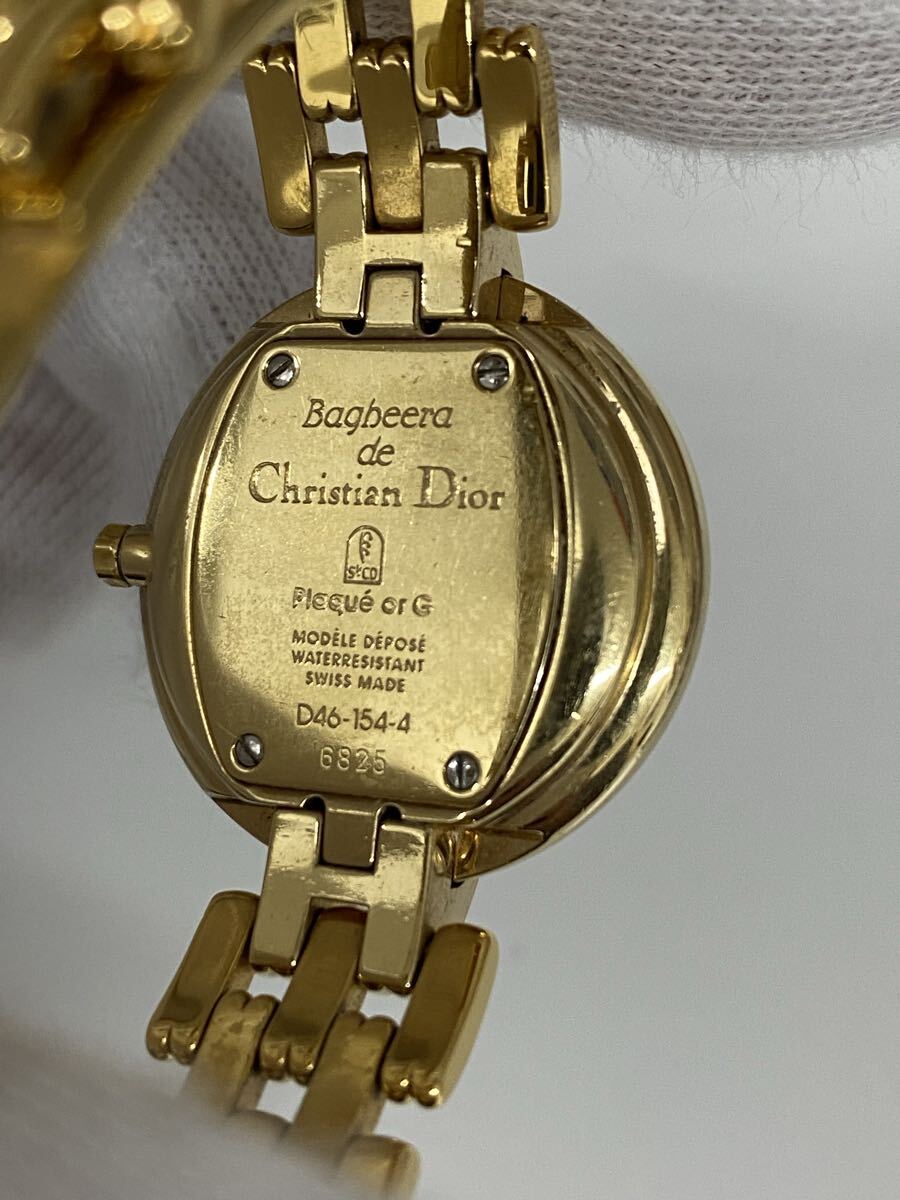 Bagheera
de
Christian Dior
StCD
Plaqué or G
MODÈLE DÉPOSÉ
WATERRESISTANT
SWISS MADE
D46-154-4
6825